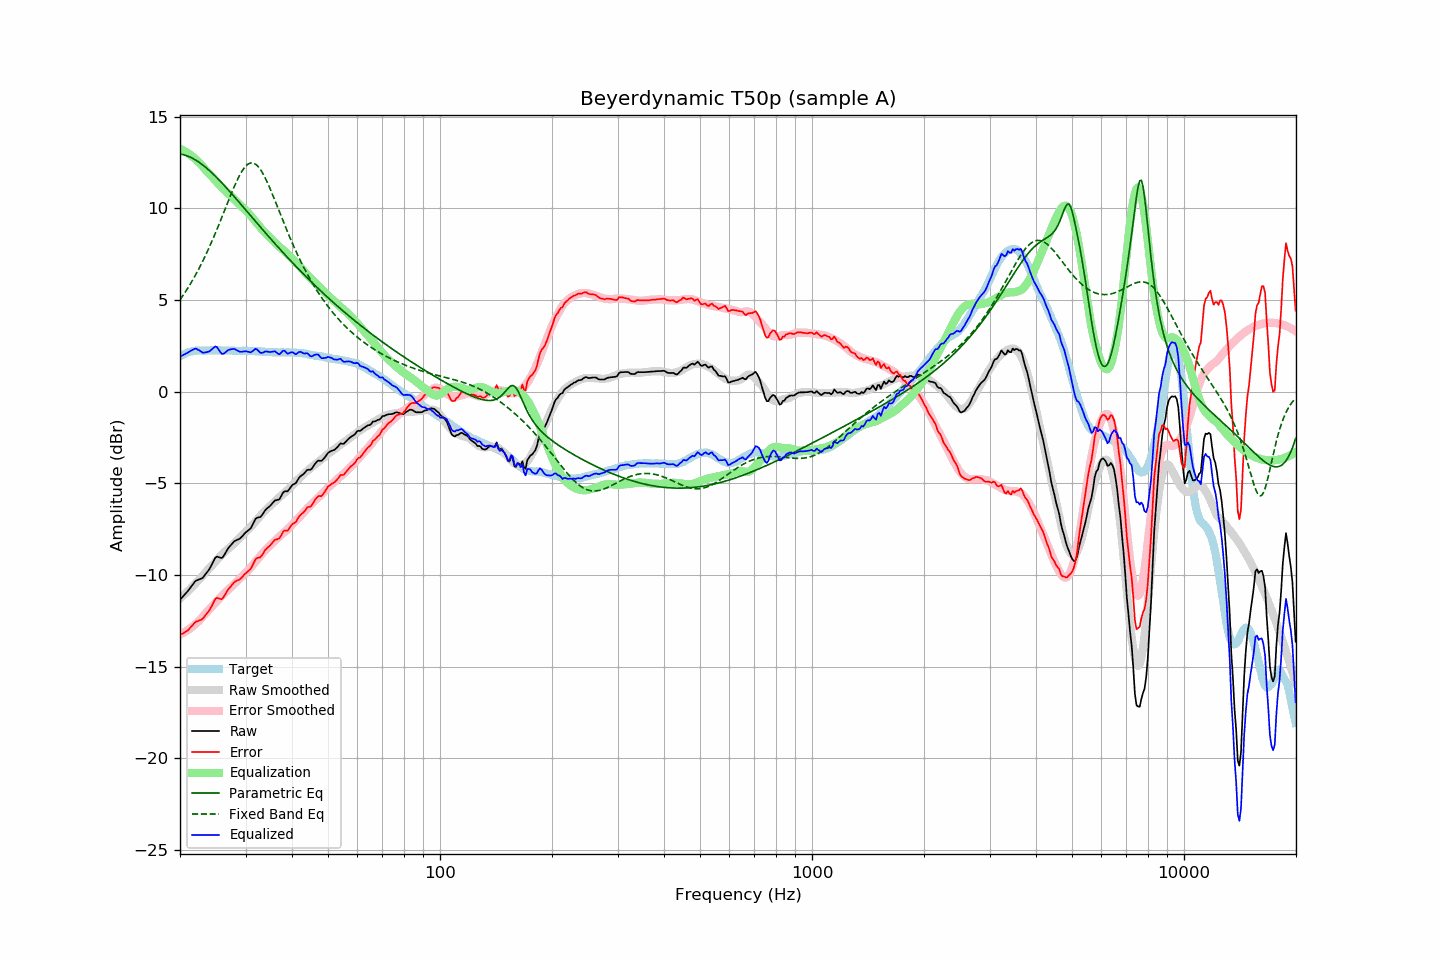 Beyerdynamic T50p (sample A)
15
10
5
0
−5
−10
−15
−20
−25
Amplitude (dBr)
100
1000
10000
Frequency (Hz)
Target
Raw Smoothed
Error Smoothed
Raw
Error
Equalization
Parametric Eq
Fixed Band Eq
Equalized